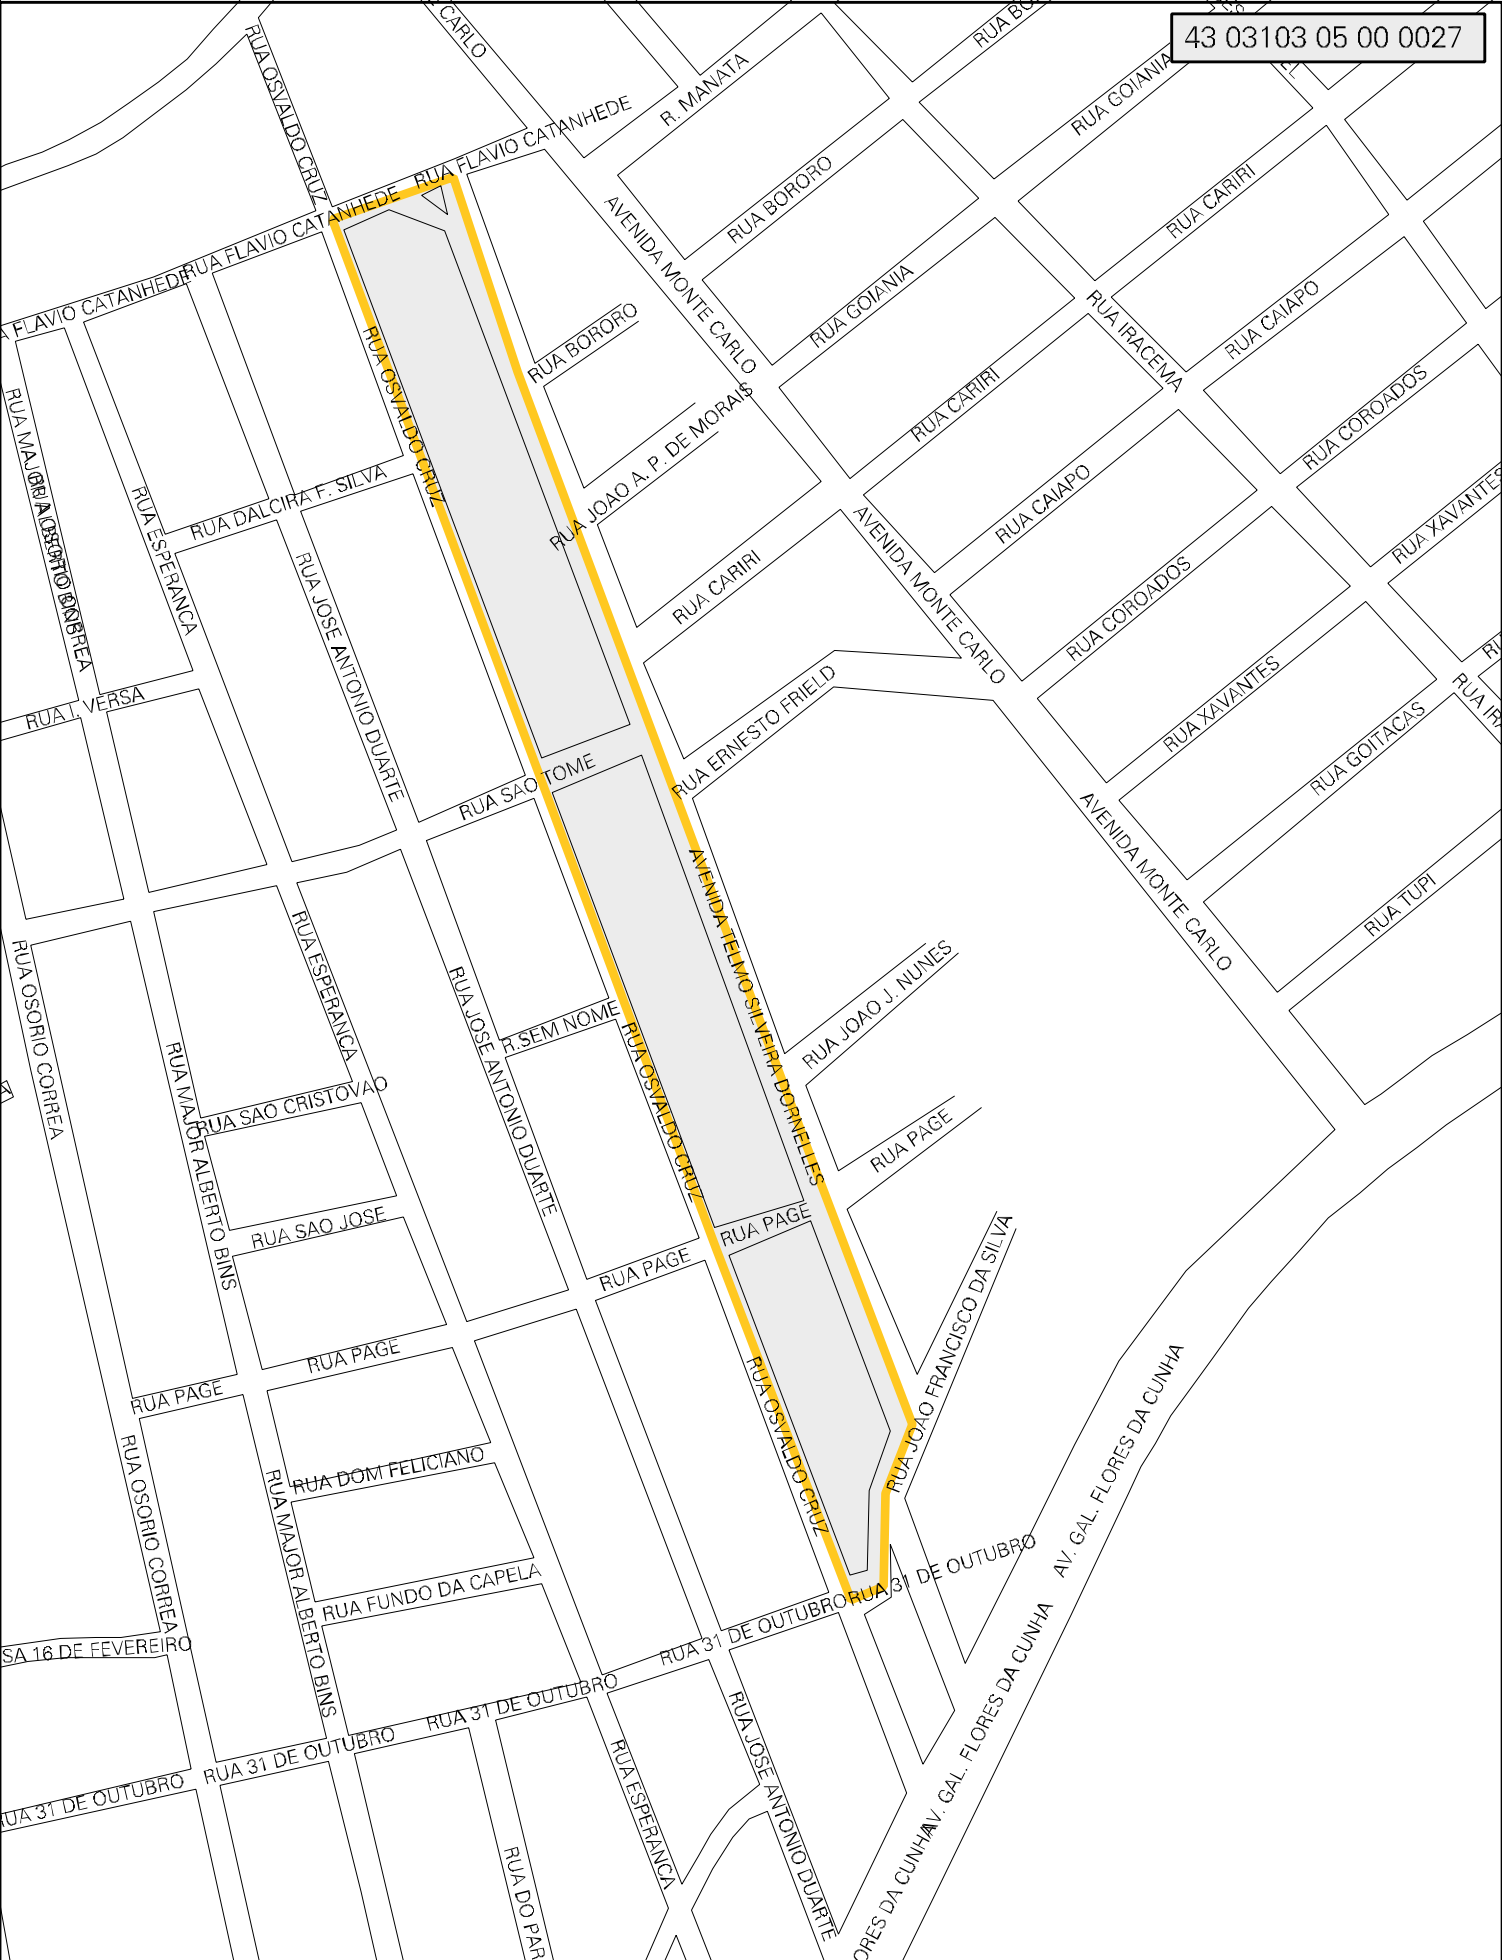 43 03103 05 00 0027
RUA OSVALDO CRUZ
CARLO
R. MANATA
RUA GOIANIA
RUA FLAVIO CATANHEDE
RUA FLAVIO CATANHEDE
FLAVIO CATANHEDE
RUA BORORO
RUA CARIRI
AVENIDA MONTE CARLO
RUA GOIANIA
RUA IRACEMA
RUA CAIAPO
RUA BORORO
RUA OSVALDO CRUZ
RUA JOAO A. P. DE MORAIS
RUA CARIRI
RUA COROADOS
RUA DALCIRA F. SILVA
RUA ESPERANCA
RUA JOSE ANTONIO DUARTE
RUA CARIRI
RUA CAIAPO
AVENIDA MONTE CARLO
RUA XAVANTES
RUA COROADOS
RUA I. VERSA
RUA ERNESTO FRIELD
RUA XAVANTES
RUA GOITACAS
RUA SAO TOME
AVENIDA MONTE CARLO
AVENIDA TELMO SILVEIRA DORNELLES
RUA TUPI
RUA OSORIO CORREA
RUA ESPERANCA
RUA JOSE ANTONIO DUARTE
R.SEM NOME
RUA OSVALDO CRUZ
RUA JOAO J. NUNES
RUA MAJOR ALBERTO BINS
RUA SAO CRISTOVAO
RUA PAGE
RUA SAO JOSE
RUA PAGE
RUA PAGE
RUA JOAO FRANCISCO DA SILVA
RUA PAGE
RUA PAGE
RUA OSVALDO CRUZ
AV. GAL. FLORES DA CUNHA
RUA OSORIO CORREA
RUA MAJOR ALBERTO BINS
RUA DOM FELICIANO
RUA FUNDO DA CAPELA
RUA 31 DE OUTUBRO
RUA 31 DE OUTUBRO
SA 16 DE FEVEREIRO
RUA 31 DE OUTUBRO
RUA 31 DE OUTUBRO
RUA 31 DE OUTUBRO
RUA JOSE ANTONIO DUARTE
RUA ESPERANCA
AV. GAL. FLORES DA CUNHA
RUA DO PAR
ORES DA CUNHA